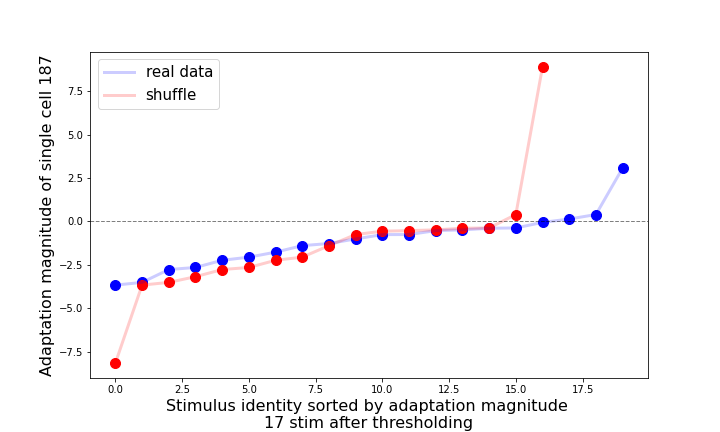 real data
shuffle
Adaptation magnitude of single cell 187
7.5
5.0
2.5
0.0
−2.5
−5.0
−7.5
0.0 2.5 5.0 7.5 10.0 12.5 15.0 17.5
Stimulus identity sorted by adaptation magnitude
17 stim after thresholding